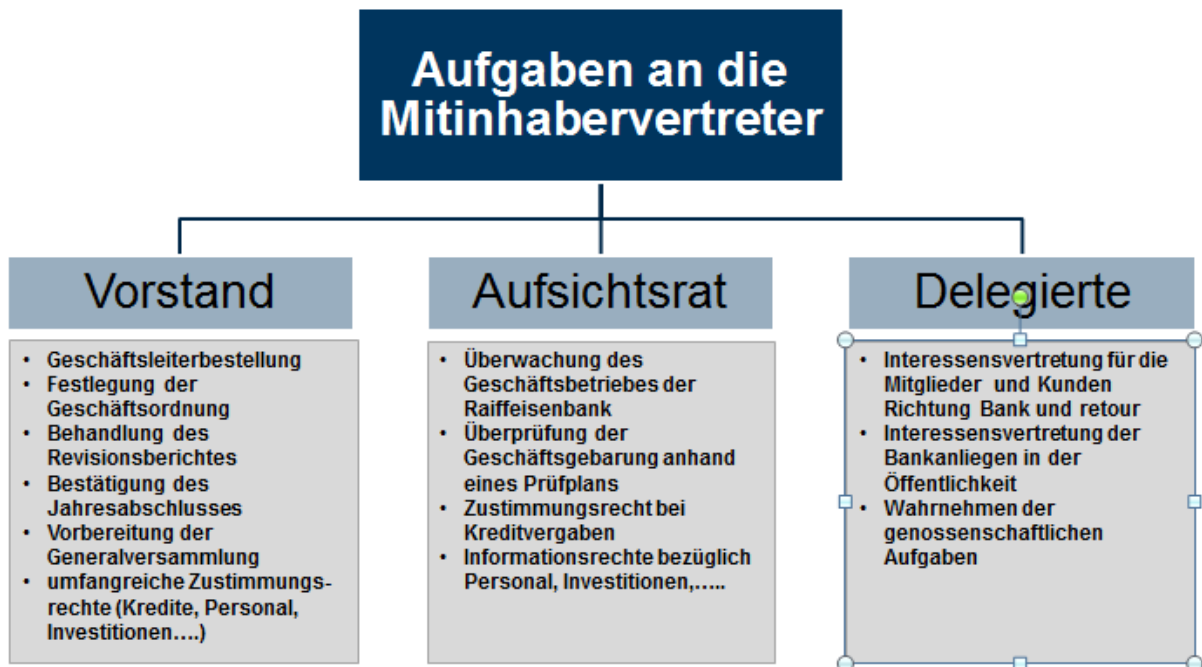 Aufgaben an die
Mitinhabervertreter
Vorstand
• Geschäftsleiterbestellung
• Festlegung der
Geschäftsordnung
• Behandlung des
Revisionsberichtes
• Bestätigung des
Jahresabschlusses
• Vorbereitung der
Generalversammlung
• umfangreiche Zustimmungs-
rechte (Kredite, Personal,
Investitionen….)
Aufsichtsrat
• Überwachung des
Geschäftsbetriebes der
Raiffeisenbank
• Überprüfung der
Geschäftsgebarung anhand
eines Prüfplans
• Zustimmungsrecht bei
Kreditvergaben
• Informationsrechte bezüglich
Personal, Investitionen,…..
Delegierte
• Interessensvertretung für die
Mitglieder und Kunden
Richtung Bank und retour
• Interessensvertretung der
Bankanliegen in der
Öffentlichkeit
• Wahrnehmen der
genossenschaftlichen
Aufgaben